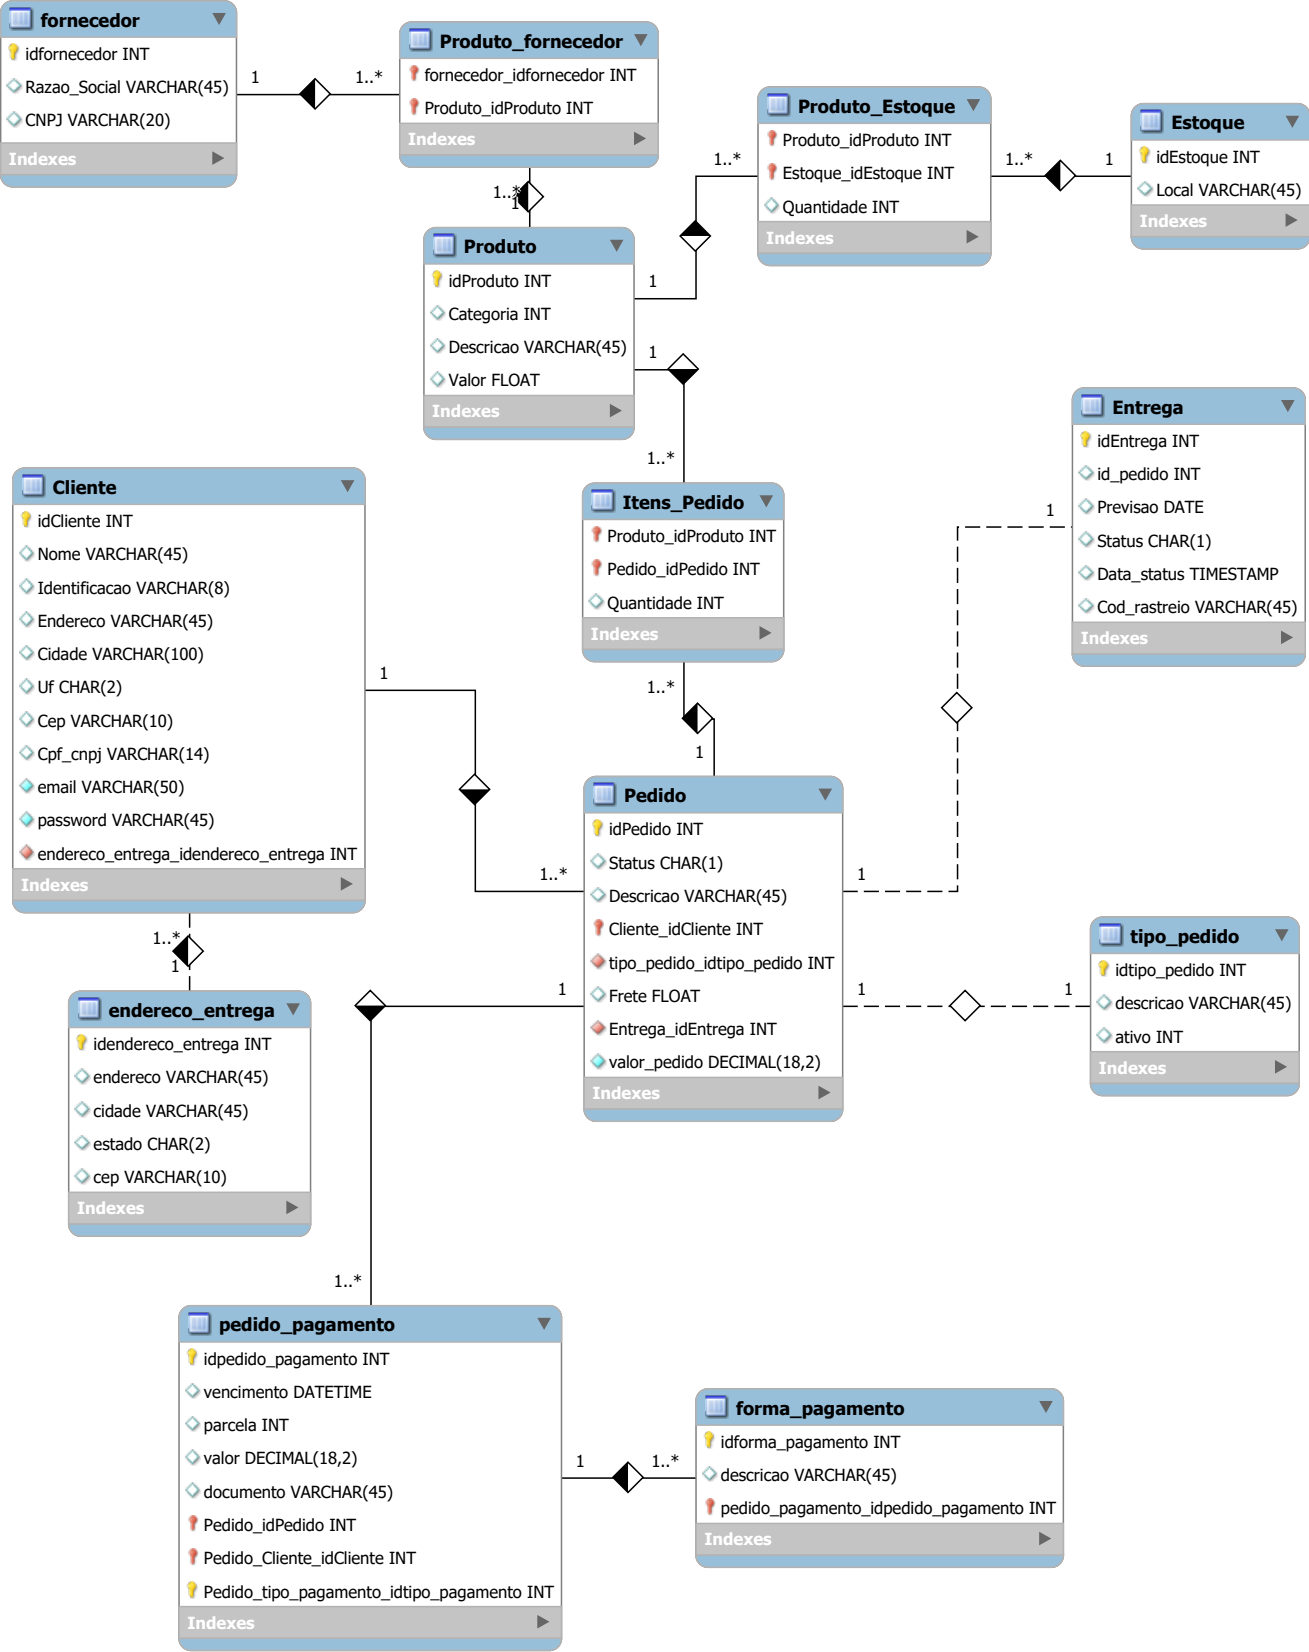 fornecedor
idfornecedor INT
Razao_Social VARCHAR(45)
CNPJ VARCHAR(20)
Indexes
1
1..*
Produto_fornecedor
fornecedor_idfornecedor INT
Produto_idProduto INT
Indexes
1..*
1
Produto_Estoque
Produto_idProduto INT
Estoque_idEstoque INT
Quantidade INT
Indexes
1..*
1..*
1
Estoque
idEstoque INT
Local VARCHAR(45)
Indexes
Produto
idProduto INT
Categoria INT
Descricao VARCHAR(45)
Valor FLOAT
Indexes
1
1
1..*
Entrega
idEntrega INT
id_pedido INT
Previsao DATE
Status CHAR(1)
Data_status TIMESTAMP
Cod_rastreio VARCHAR(45)
Indexes
1
Cliente
idCliente INT
Nome VARCHAR(45)
Identificacao VARCHAR(8)
Endereco VARCHAR(45)
Cidade VARCHAR(100)
Uf CHAR(2)
Cep VARCHAR(10)
Cpf_cnpj VARCHAR(14)
email VARCHAR(50)
password VARCHAR(45)
endereco_entrega_idendereco_entrega INT
Indexes
1
1..*
1
Itens_Pedido
Produto_idProduto INT
Pedido_idPedido INT
Quantidade INT
Indexes
1..*
1
Pedido
idPedido INT
Status CHAR(1)
Descricao VARCHAR(45)
Cliente_idCliente INT
tipo_pedido_idtipo_pedido INT
Frete FLOAT
Entrega_idEntrega INT
valor_pedido DECIMAL(18,2)
Indexes
1..*
1
1
1
1
tipo_pedido
idtipo_pedido INT
descricao VARCHAR(45)
ativo INT
Indexes
endereco_entrega
idendereco_entrega INT
endereco VARCHAR(45)
cidade VARCHAR(45)
estado CHAR(2)
cep VARCHAR(10)
Indexes
1..*
pedido_pagamento
idpedido_pagamento INT
vencimento DATETIME
parcela INT
valor DECIMAL(18,2)
documento VARCHAR(45)
Pedido_idPedido INT
Pedido_Cliente_idCliente INT
Pedido_tipo_pagamento_idtipo_pagamento INT
Indexes
1
1..*
forma_pagamento
idforma_pagamento INT
descricao VARCHAR(45)
pedido_pagamento_idpedido_pagamento INT
Indexes